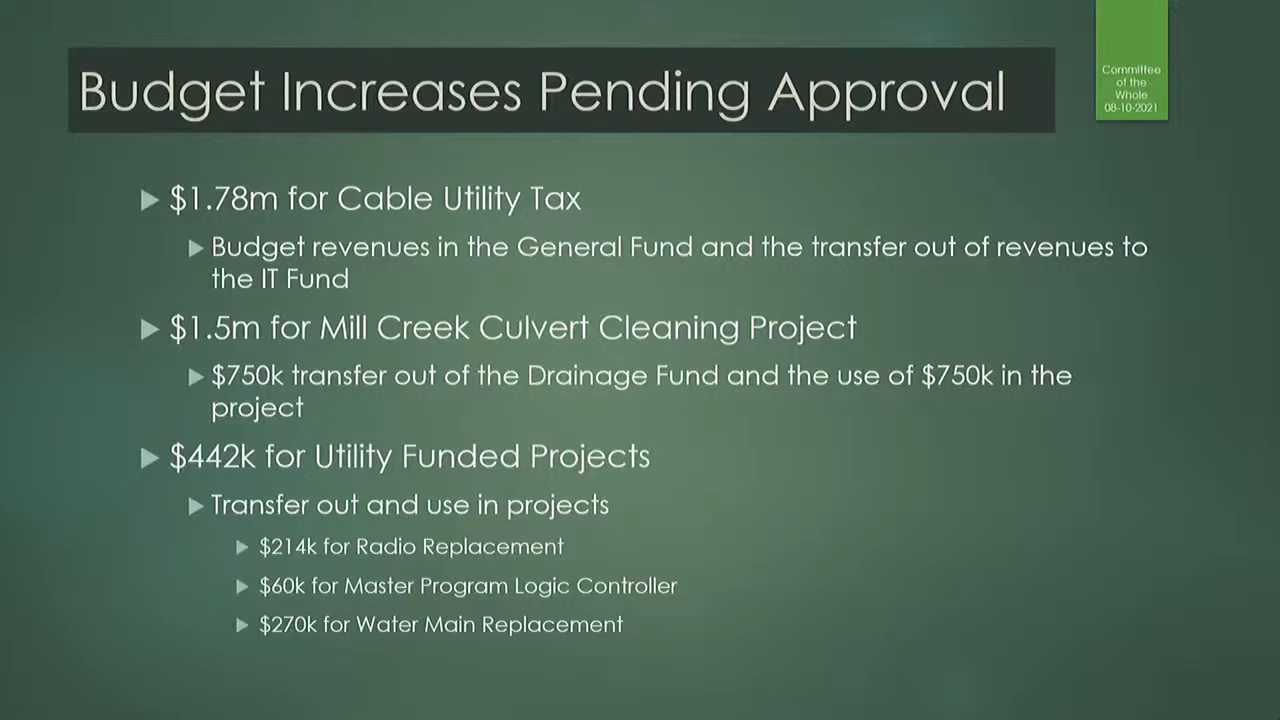 Budget Increases Pending Approval
Committee
of the
Whole
08-10-2021
$1.78m for Cable Utility Tax
Budget revenues in the General Fund and the transfer out of revenues to
the IT Fund
$1.5m for Mill Creek Culvert Cleaning Project
$750k transfer out of the Drainage Fund and the use of $750k in the
project
$442k for Utility Funded Projects
Transfer out and use in projects
$214k for Radio Replacement
$60k for Master Program Logic Controller
$270k for Water Main Replacement